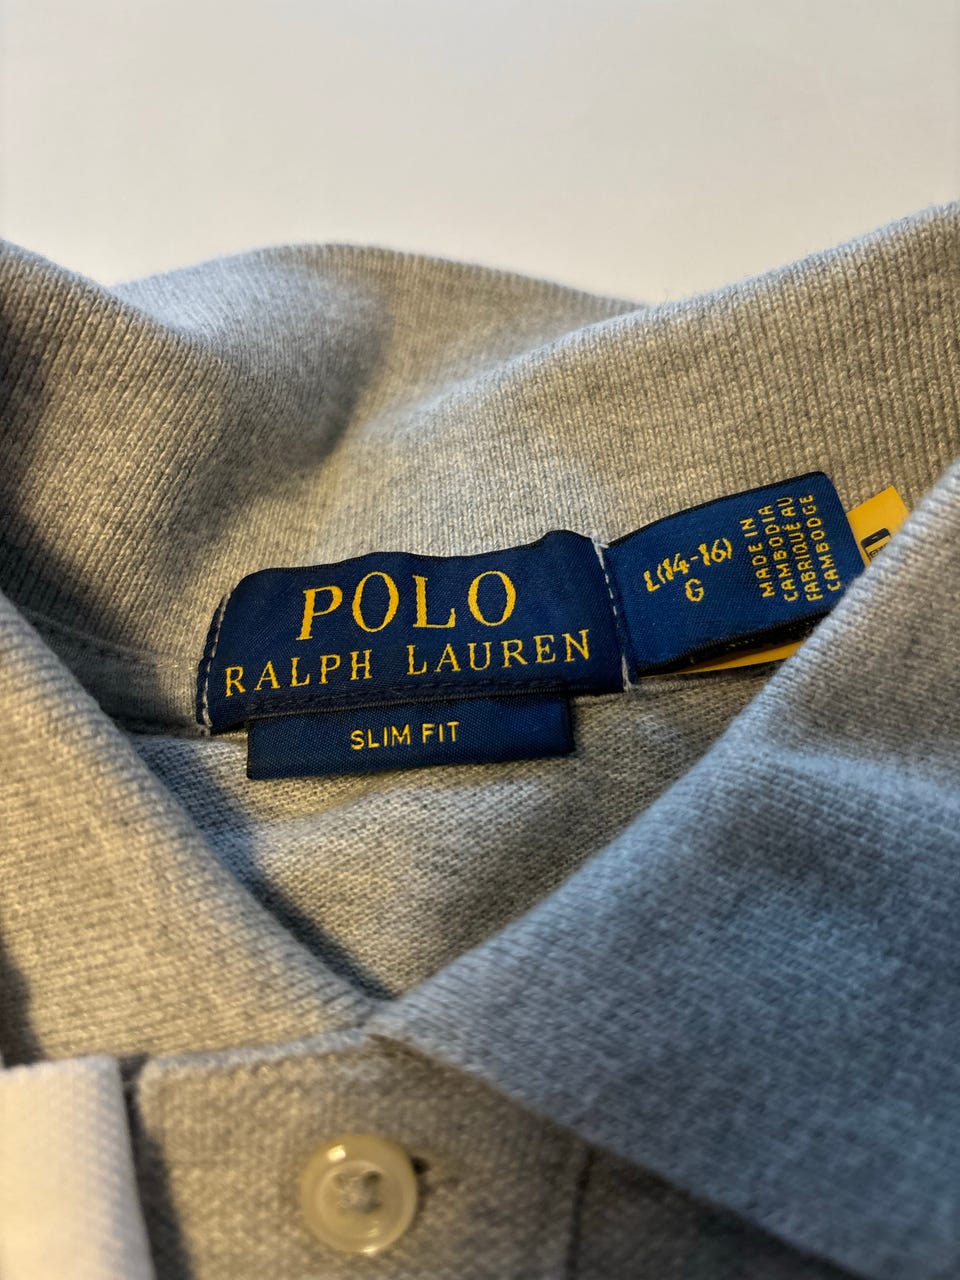 POLO
RALPH LAUREN
SLIM FIT
L(14-16)
G
MADE IN
CAMBODIA
FABRIQUÉ AU
CAMBODGE